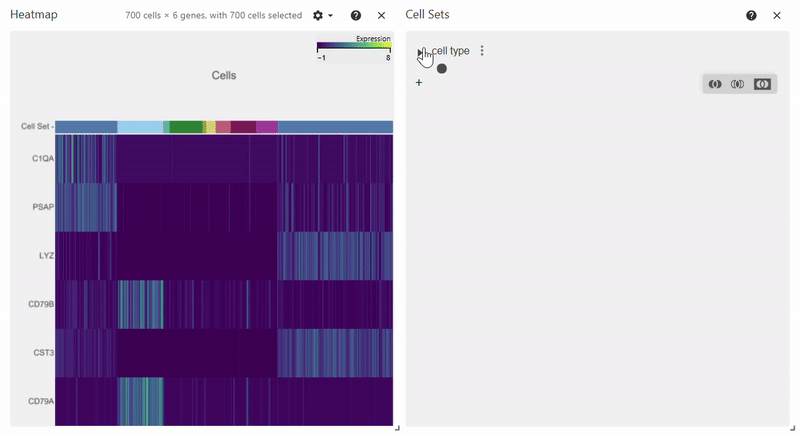 Heatmap
700 cells × 6 genes, with 700 cells selected
Expression
−1
8
Cells
Cell Set -
C1QA
PSAP
LYZ
CD79B
CST3
CD79A
Cell Sets
cell type
+